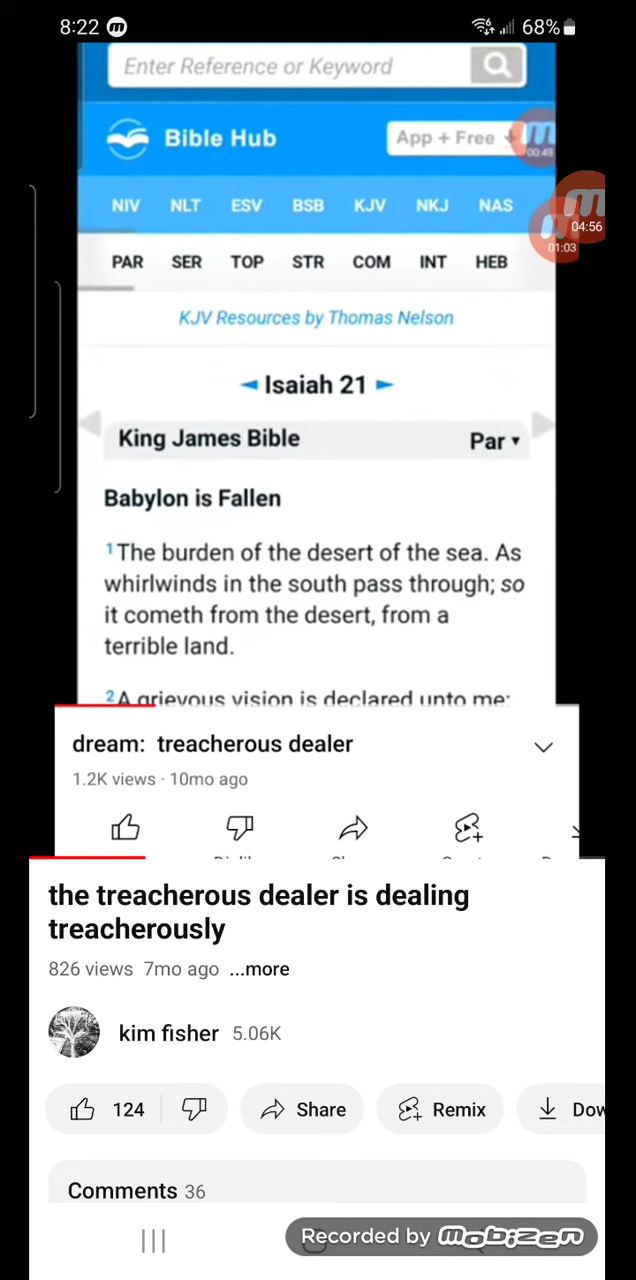 8:22 m 68%
Enter Reference or Keyword
Bible Hub App + Free
00:49
04:56
01:03
NIV NLT ESV BSB KJV NKJ NAS
PAR SER TOP STR COM INT HEB
KJV Resources by Thomas Nelson
◄ Isaiah 21 ►
King James Bible Par ▾
Babylon is Fallen
1 The burden of the desert of the sea. As
whirlwinds in the south pass through; so
it cometh from the desert, from a
terrible land.
2 A grievous vision is declared unto me;
dream: treacherous dealer
1.2K views · 10mo ago
the treacherous dealer is dealing
treacherously
826 views 7mo ago ...more
kim fisher 5.06K
124 Share Remix Dow
Comments 36
Recorded by mobizen